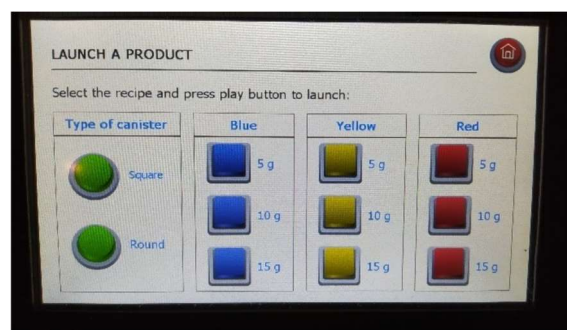 LAUNCH A PRODUCT
Select the recipe and press play button to launch:
Type of canister
Square
Round
Blue
5 g
10 g
15 g
Yellow
5 g
10 g
15 g
Red
5 g
10 g
15 g